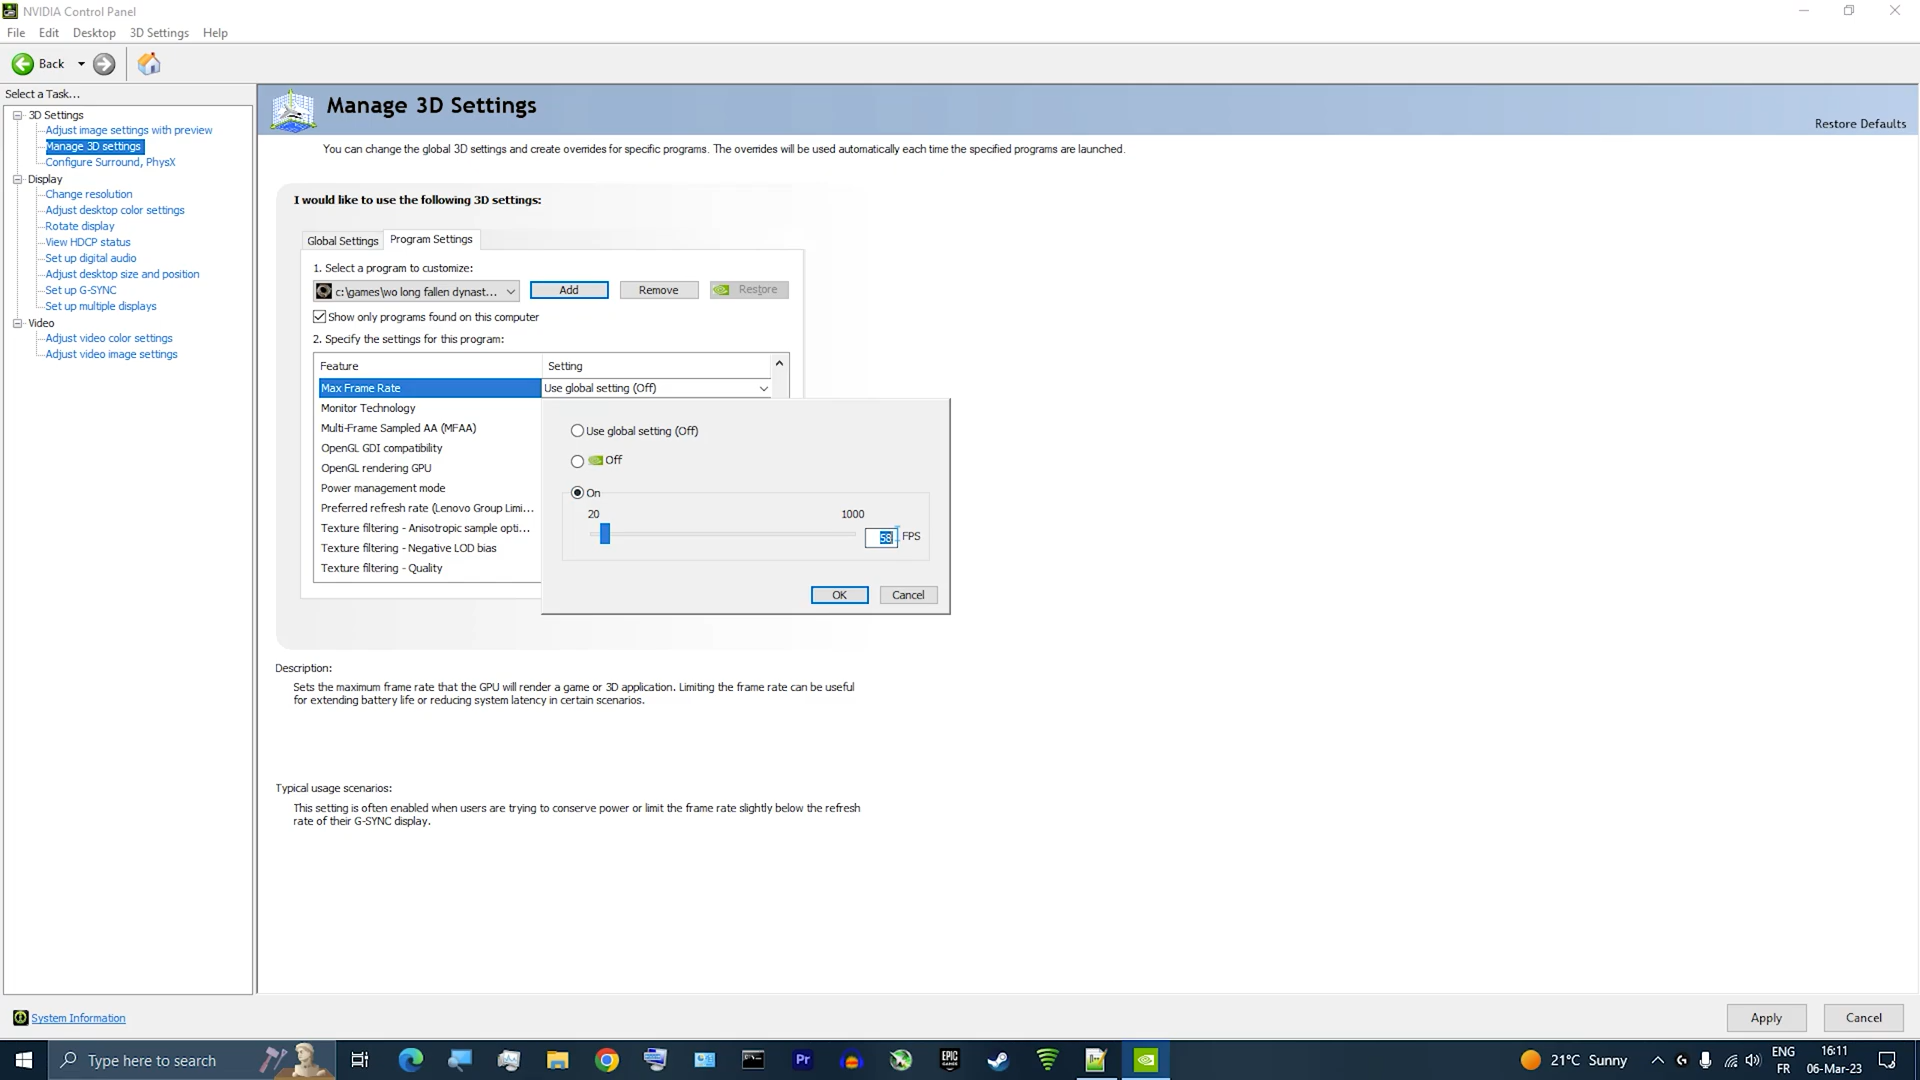 NVIDIA Control Panel
File Edit Desktop 3D Settings Help
Back
Select a Task...
3D Settings
Adjust image settings with preview
Manage 3D settings
Configure Surround, PhysX
Display
Change resolution
Adjust desktop color settings
Rotate display
View HDCP status
Set up digital audio
Adjust desktop size and position
Set up G-SYNC
Set up multiple displays
Video
Adjust video color settings
Adjust video image settings
Manage 3D Settings
Restore Defaults
You can change the global 3D settings and create overrides for specific programs. The overrides will be used automatically each time the specified programs are launched.
I would like to use the following 3D settings:
Global Settings Program Settings
1. Select a program to customize:
c:\games\wo long fallen dynast... Add Remove Restore
Show only programs found on this computer
2. Specify the settings for this program:
Feature Setting
Max Frame Rate Use global setting (Off)
Monitor Technology
Multi-Frame Sampled AA (MFAA)
OpenGL GDI compatibility
OpenGL rendering GPU
Power management mode
Preferred refresh rate (Lenovo Group Limi...
Texture filtering - Anisotropic sample opti...
Texture filtering - Negative LOD bias
Texture filtering - Quality
Use global setting (Off)
Off
On
20 1000
58 FPS
OK Cancel
Description:
Sets the maximum frame rate that the GPU will render a game or 3D application. Limiting the frame rate can be useful
for extending battery life or reducing system latency in certain scenarios.
Typical usage scenarios:
This setting is often enabled when users are trying to conserve power or limit the frame rate slightly below the refresh
rate of their G-SYNC display.
System Information
Apply Cancel
Type here to search
Pr
EPIC GAMES
21°C Sunny
ENG
FR
16:11
06-Mar-23